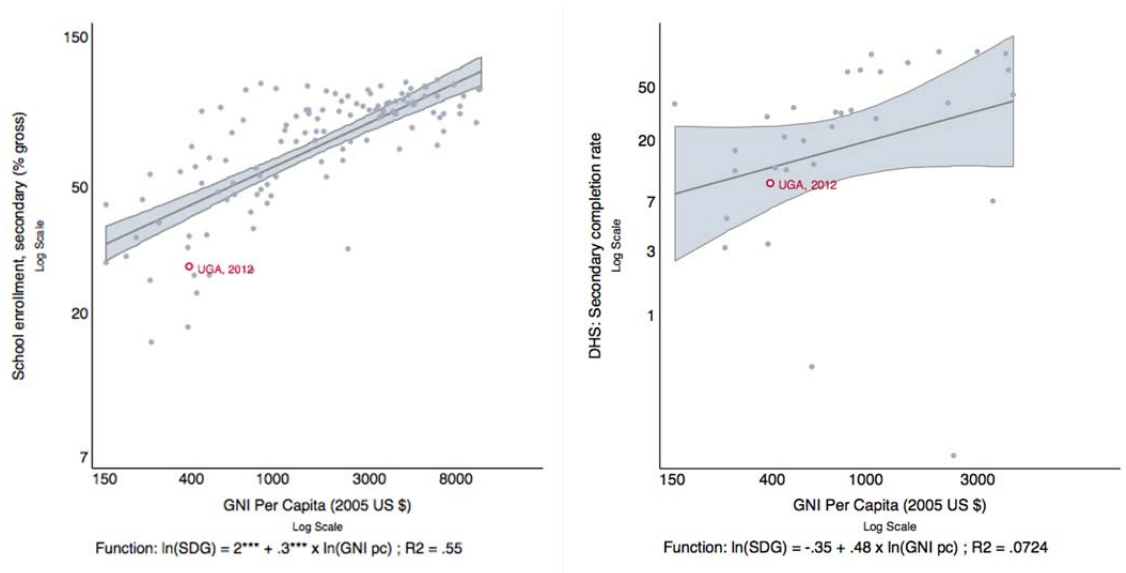 School enrollment, secondary (% gross)
Log Scale
150
50
20
7
UGA, 2012
150 400 1000 3000 8000
GNI Per Capita (2005 US $)
Log Scale
Function: ln(SDG) = 2*** + .3*** x ln(GNI pc) ; R2 = .55
DHS: Secondary completion rate
Log Scale
50
20
7
3
1
UGA, 2012
150 400 1000 3000
GNI Per Capita (2005 US $)
Log Scale
Function: ln(SDG) = -.35 + .48 x ln(GNI pc) ; R2 = .0724